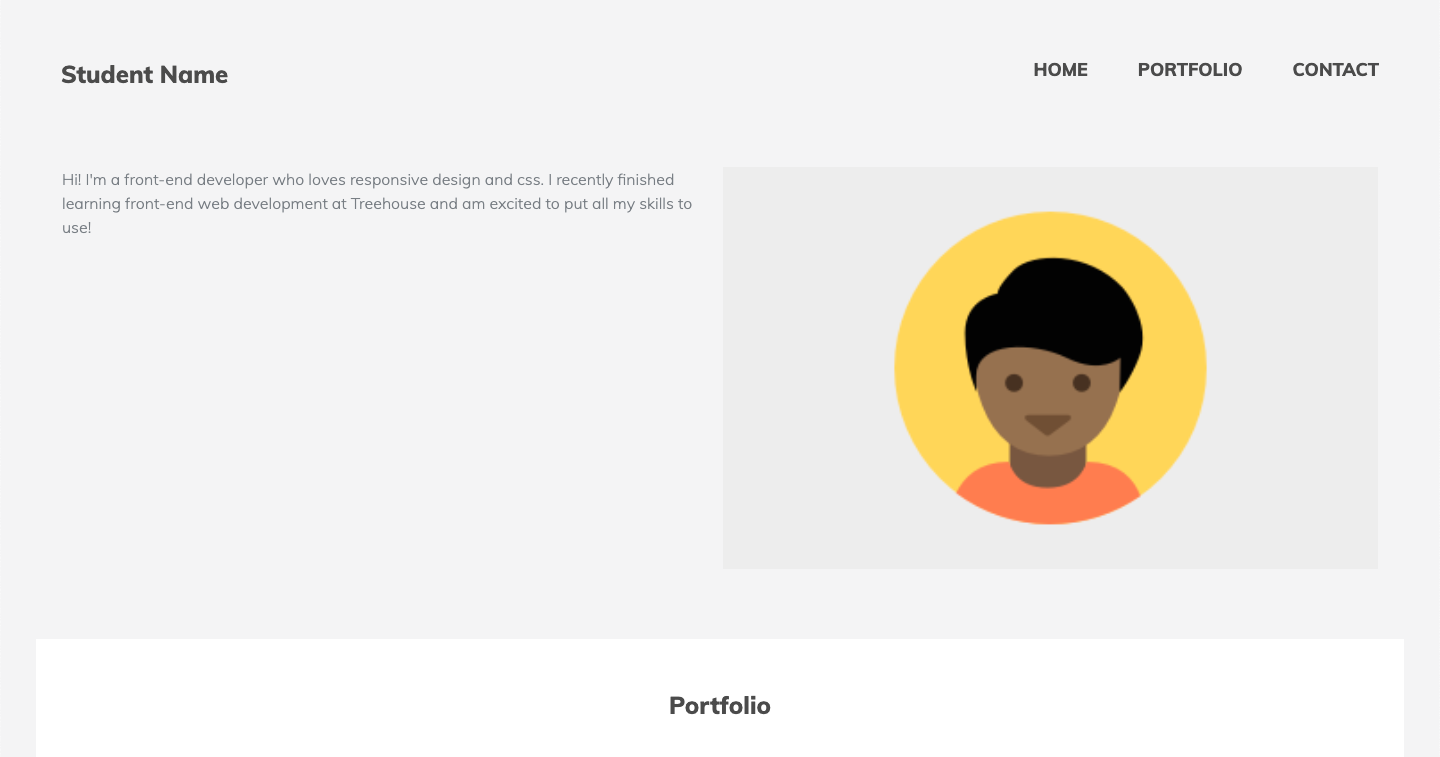 Student Name
HOME PORTFOLIO CONTACT
Hi! I'm a front-end developer who loves responsive design and css. I recently finished
learning front-end web development at Treehouse and am excited to put all my skills to
use!
Portfolio